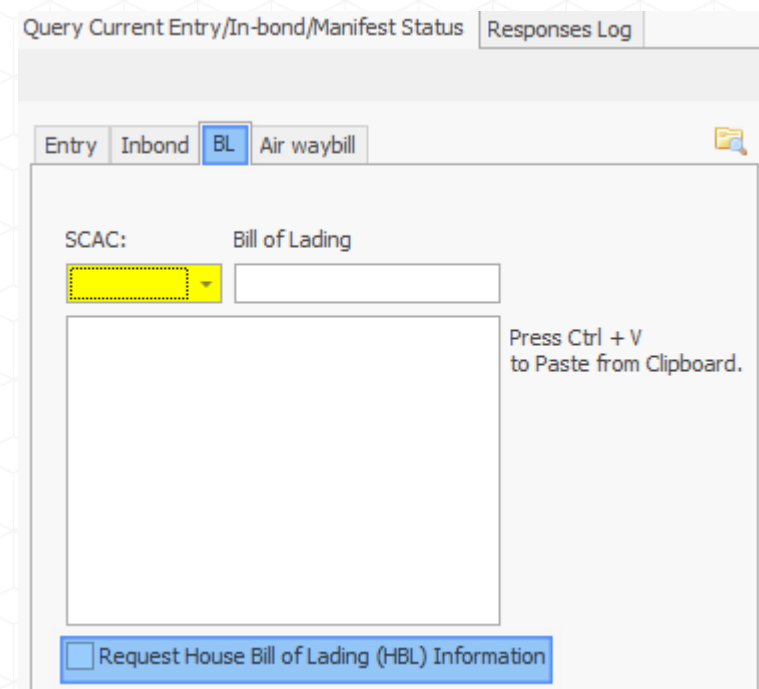 Query Current Entry/In-bond/Manifest Status Responses Log
Entry Inbond BL Air waybill
SCAC: Bill of Lading
Press Ctrl + V
to Paste from Clipboard.
Request House Bill of Lading (HBL) Information